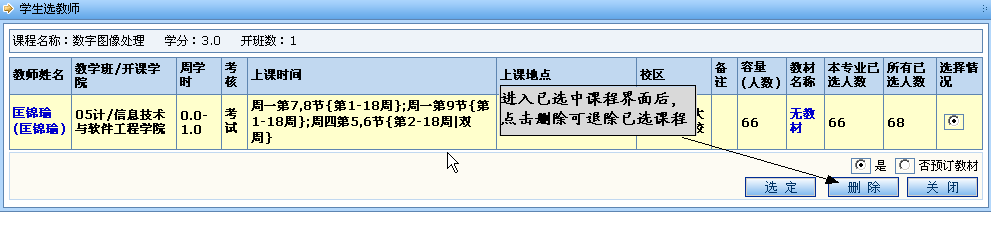 学生选教师
课程名称：数字图像处理 学分：3.0 开班数：1
教师姓名 教学班/开课学院 周学时 考核 上课时间 上课地点 校区 备注 容量(人数) 教材名称 本专业已选人数 所有已选人数 选择情况
匡锦瑜(匡锦瑜) 05计/信息技术与软件工程学院 0.0-1.0 考试 周一第7,8节{第1-18周};周一第9节{第1-18周};周四第5,6节{第2-18周|双周} 66 无教材 66 68
进入已选中课程界面后，
点击删除可退除已选课程
是 否预订教材
选 定 删 除 关 闭